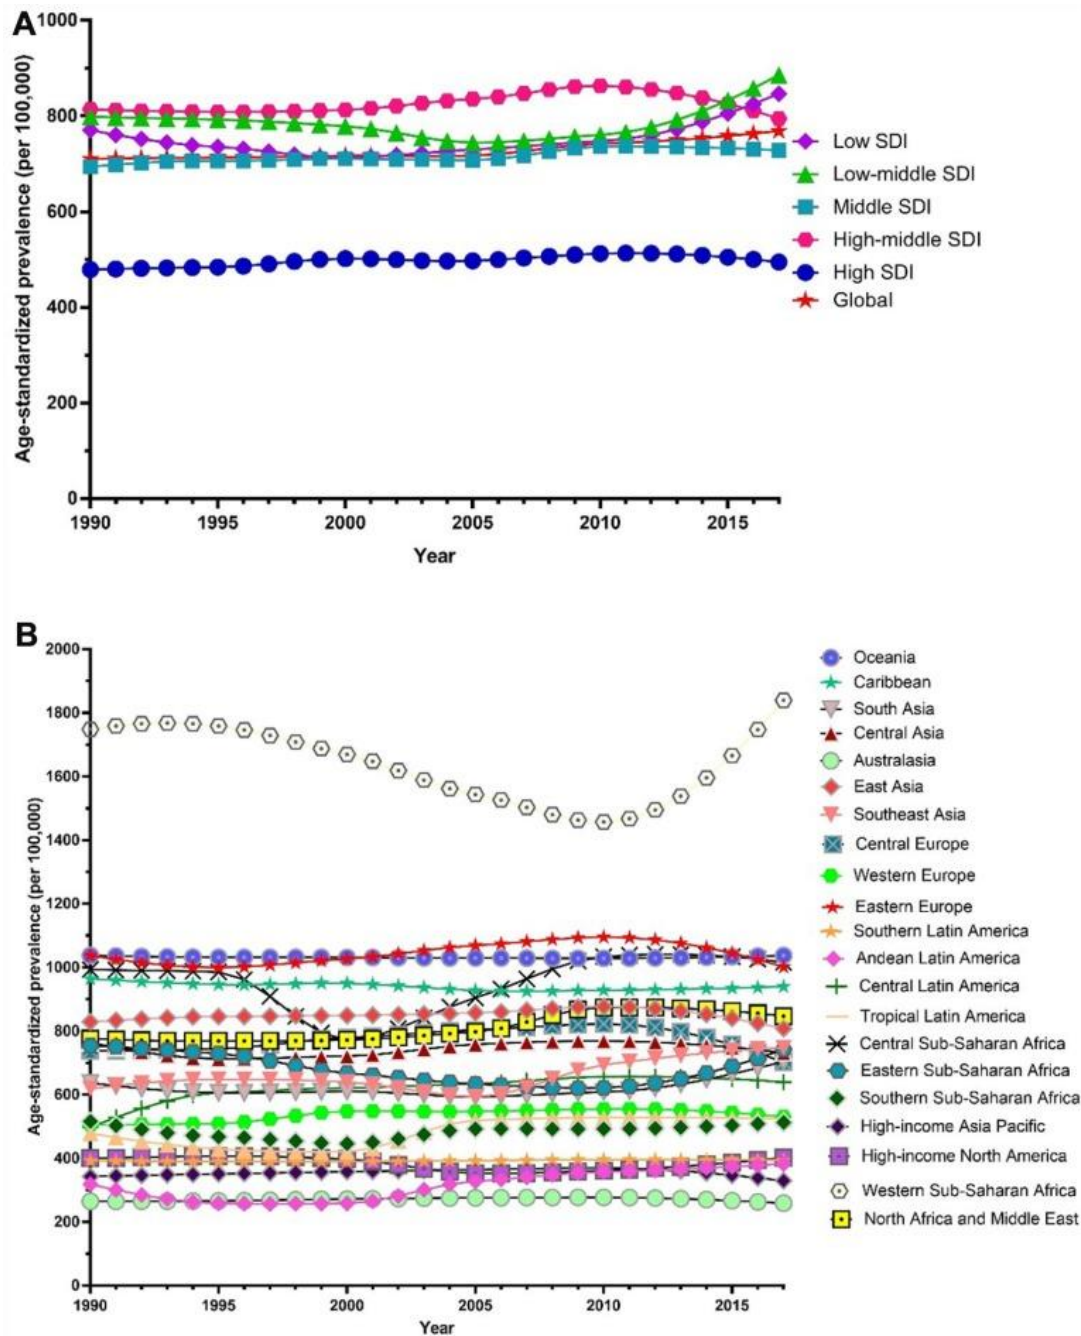 A
Age-standardized prevalence (per 100,000)
1000
800
600
400
200
0
1990
1995
2000
2005
2010
2015
Year
Low SDI
Low-middle SDI
Middle SDI
High-middle SDI
High SDI
Global
B
Age-standardized prevalence (per 100,000)
2000
1800
1600
1400
1200
1000
800
600
400
200
0
1990
1995
2000
2005
2010
2015
Year
Oceania
Caribbean
South Asia
Central Asia
Australasia
East Asia
Southeast Asia
Central Europe
Western Europe
Eastern Europe
Southern Latin America
Andean Latin America
Central Latin America
Tropical Latin America
Central Sub-Saharan Africa
Eastern Sub-Saharan Africa
Southern Sub-Saharan Africa
High-income Asia Pacific
High-income North America
Western Sub-Saharan Africa
North Africa and Middle East